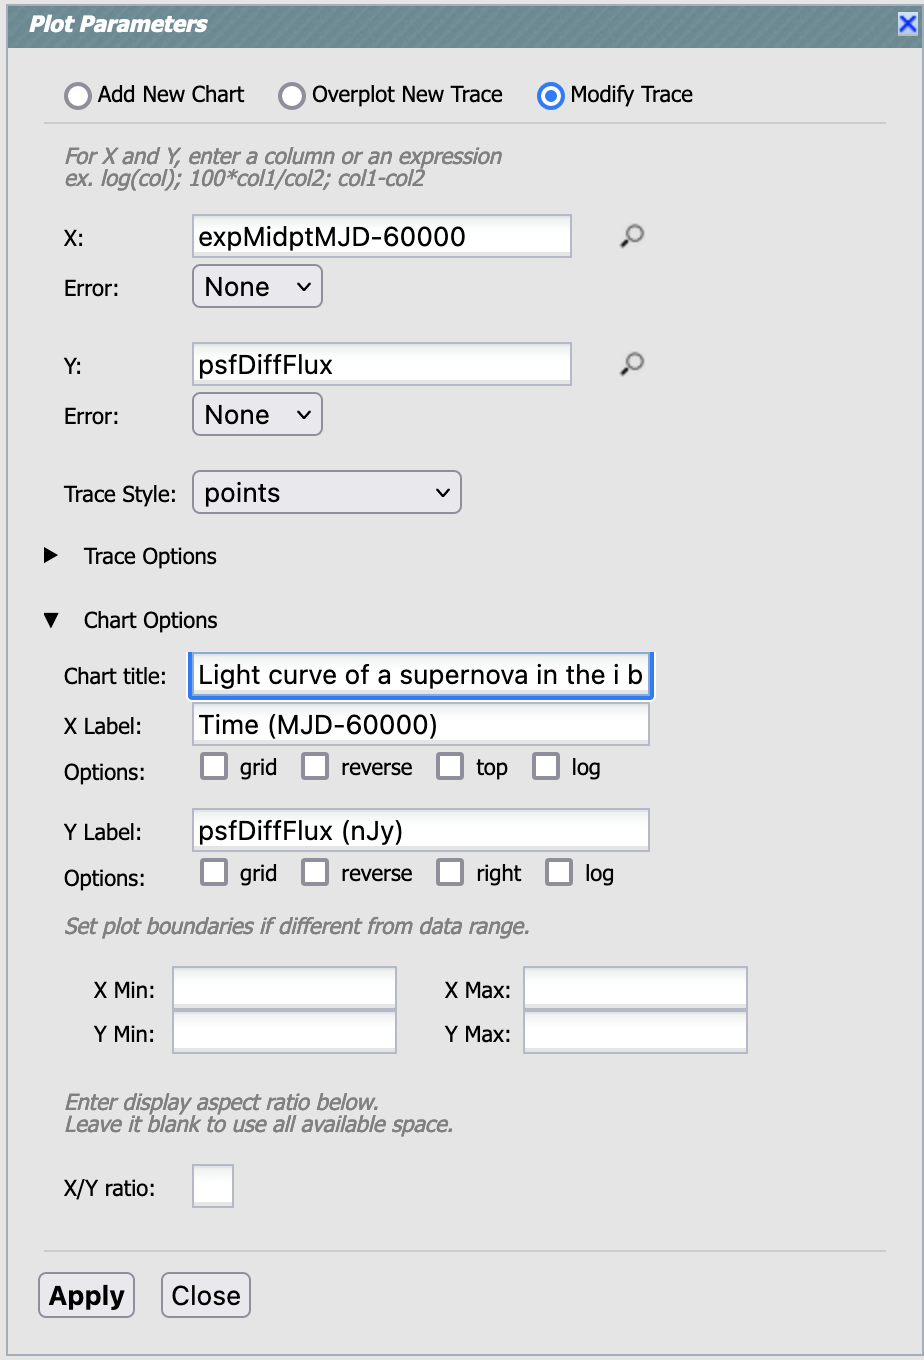 Plot Parameters
Add New Chart Overplot New Trace Modify Trace
For X and Y, enter a column or an expression
ex. log(col); 100*col1/col2; col1-col2
X: expMidptMJD-60000
Error: None
Y: psfDiffFlux
Error: None
Trace Style: points
Trace Options
Chart Options
Chart title: Light curve of a supernova in the i b
X Label: Time (MJD-60000)
Options: grid reverse top log
Y Label: psfDiffFlux (nJy)
Options: grid reverse right log
Set plot boundaries if different from data range.
X Min: X Max:
Y Min: Y Max:
Enter display aspect ratio below.
Leave it blank to use all available space.
X/Y ratio:
Apply Close